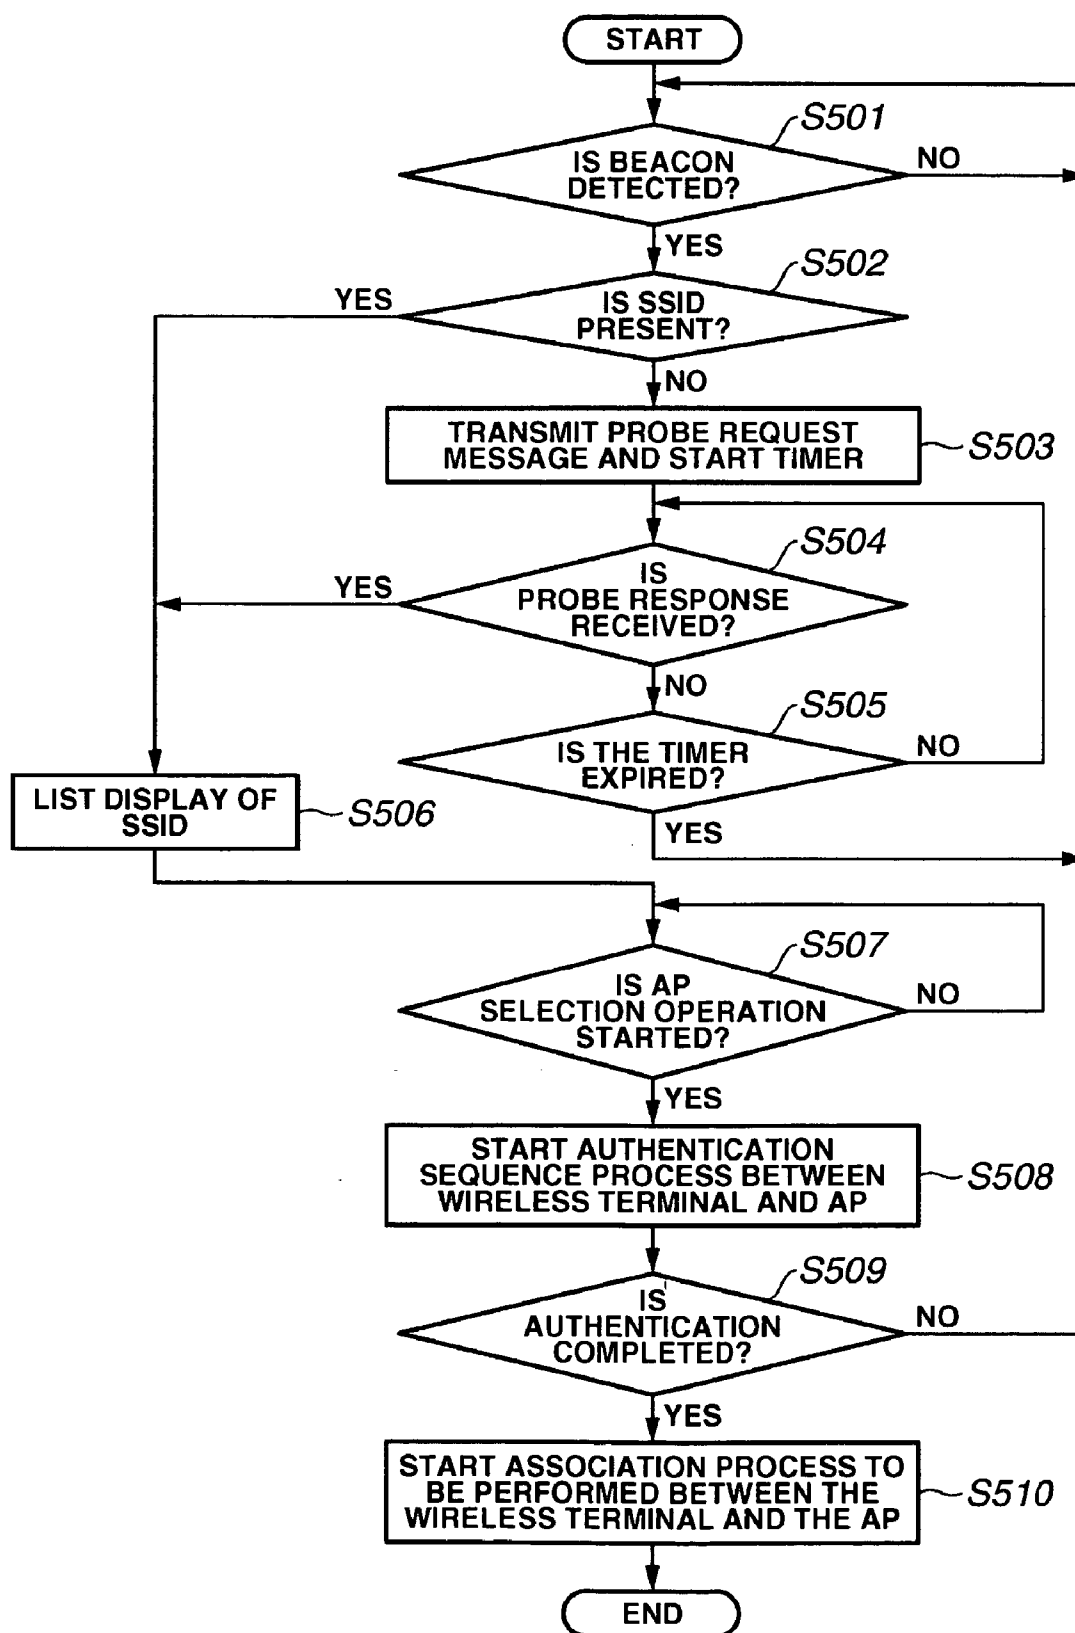 START
S501
IS BEACON
DETECTED?
NO
YES
S502
YES
IS SSID
PRESENT?
NO
TRANSMIT PROBE REQUEST
MESSAGE AND START TIMER
S503
S504
YES
IS
PROBE RESPONSE
RECEIVED?
NO
S505
IS THE TIMER
EXPIRED?
NO
YES
LIST DISPLAY OF
SSID
S506
S507
IS AP
SELECTION OPERATION
STARTED?
NO
YES
START AUTHENTICATION
SEQUENCE PROCESS BETWEEN
WIRELESS TERMINAL AND AP
S508
S509
IS
AUTHENTICATION
COMPLETED?
NO
YES
START ASSOCIATION PROCESS TO
BE PERFORMED BETWEEN THE
WIRELESS TERMINAL AND THE AP
S510
END